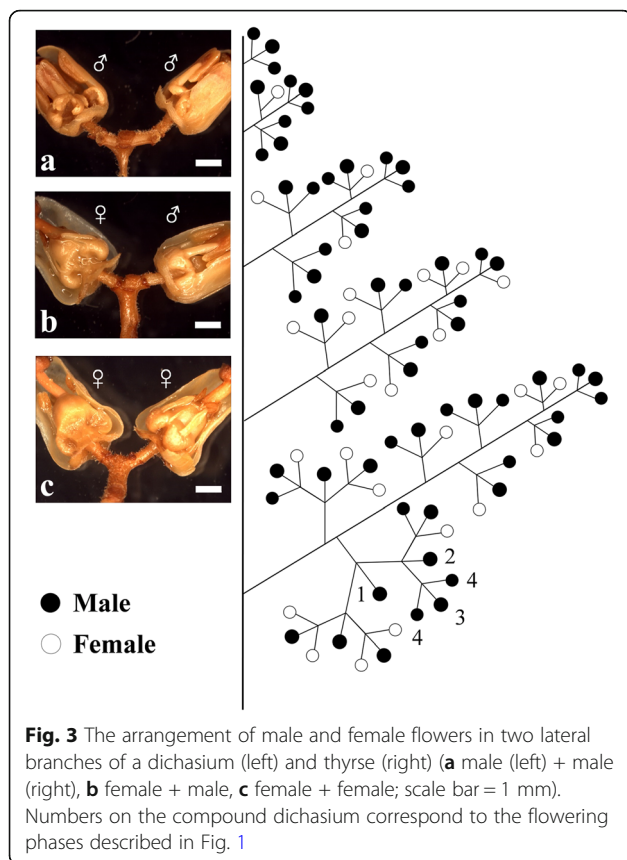 ♂ ♂
a
♀ ♂
b
♀ ♀
c
● Male
○ Female
1
2
4
3
4
Fig. 3 The arrangement of male and female flowers in two lateral
branches of a dichasium (left) and thyrse (right) (a male (left) + male
(right), b female + male, c female + female; scale bar = 1 mm).
Numbers on the compound dichasium correspond to the flowering
phases described in Fig. 1